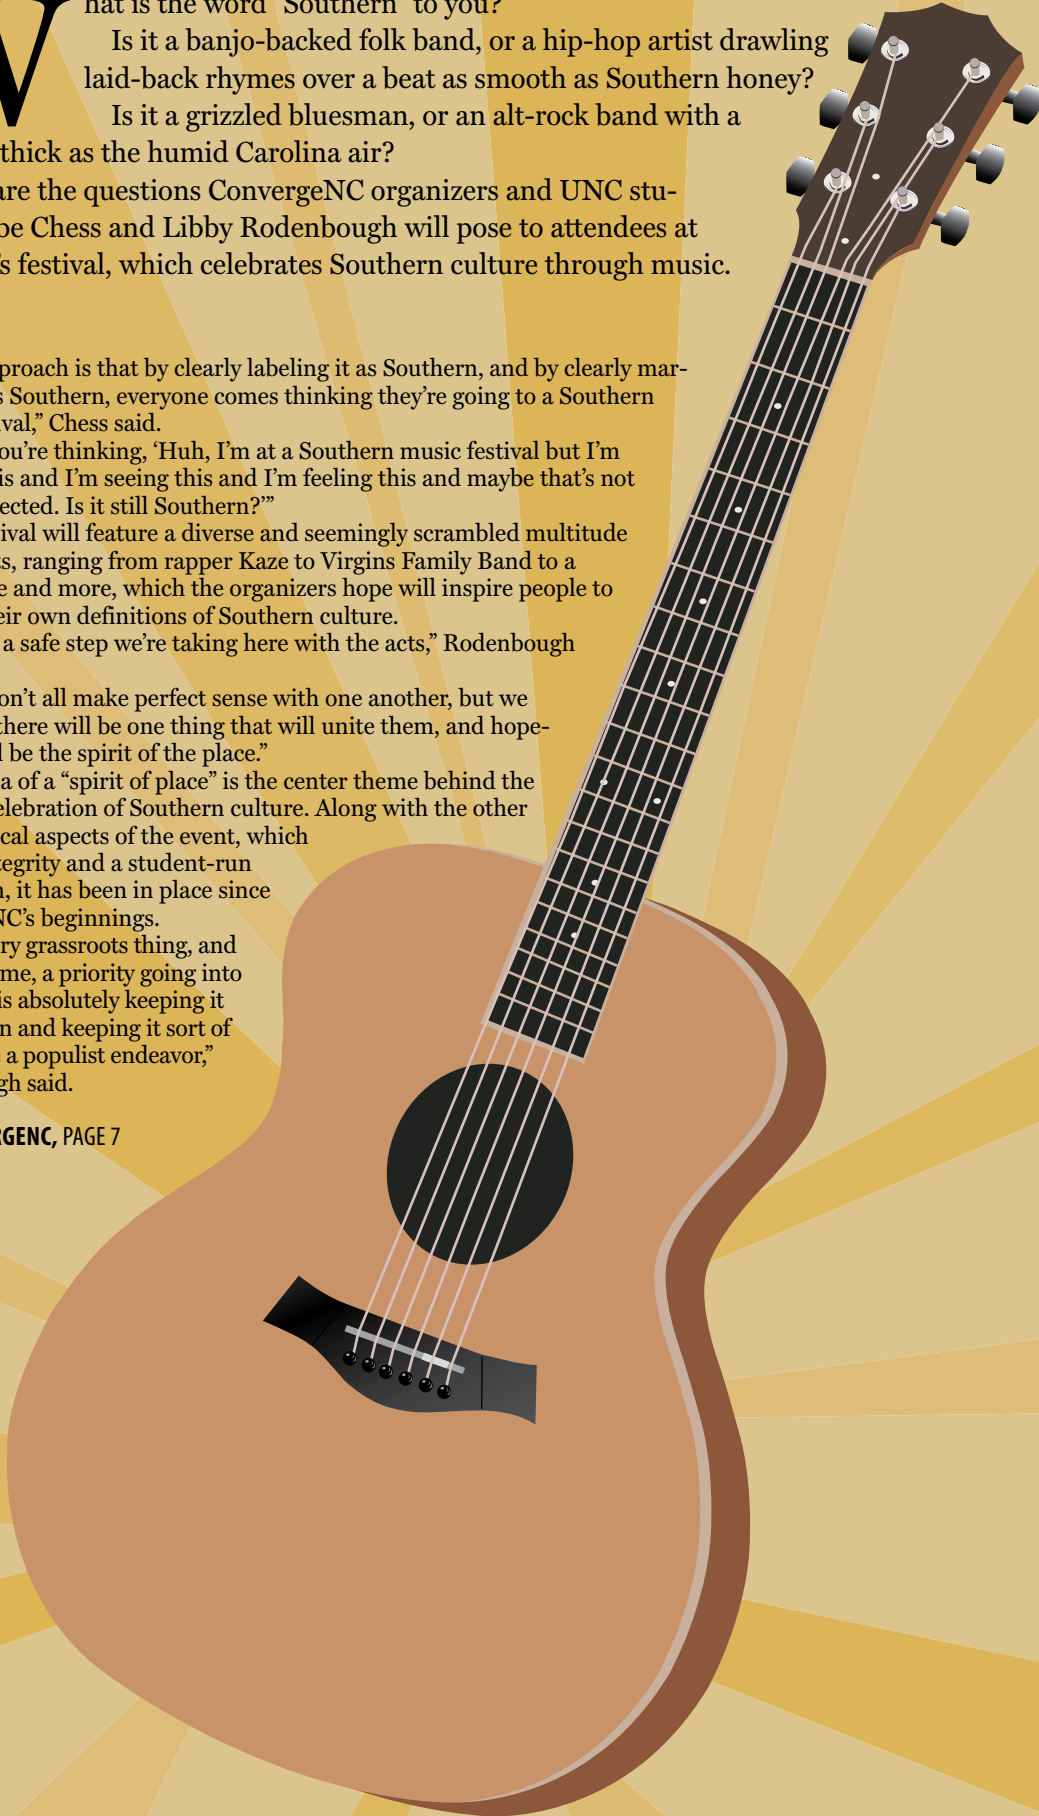 What is the word "Southern" to you?
Is it a banjo-backed folk band, or a hip-hop artist drawling
laid-back rhymes over a beat as smooth as Southern honey?
Is it a grizzled bluesman, or an alt-rock band with a
thick as the humid Carolina air?
are the questions ConvergeNC organizers and UNC stu-
be Chess and Libby Rodenbough will pose to attendees at
's festival, which celebrates Southern culture through music.
proach is that by clearly labeling it as Southern, and by clearly mar-
s Southern, everyone comes thinking they're going to a Southern
val," Chess said.
ou're thinking, 'Huh, I'm at a Southern music festival but I'm
is and I'm seeing this and I'm feeling this and maybe that's not
ected. Is it still Southern?'"
ival will feature a diverse and seemingly scrambled multitude
s, ranging from rapper Kaze to Virgins Family Band to a
e and more, which the organizers hope will inspire people to
eir own definitions of Southern culture.
a safe step we're taking here with the acts," Rodenbough
on't all make perfect sense with one another, but we
there will be one thing that will unite them, and hope-
l be the spirit of the place."
a of a "spirit of place" is the center theme behind the
elebration of Southern culture. Along with the other
cal aspects of the event, which
tegrity and a student-run
n, it has been in place since
NC's beginnings.
ry grassroots thing, and
me, a priority going into
is absolutely keeping it
n and keeping it sort of
e a populist endeavor,"
gh said.
RGENC, PAGE 7